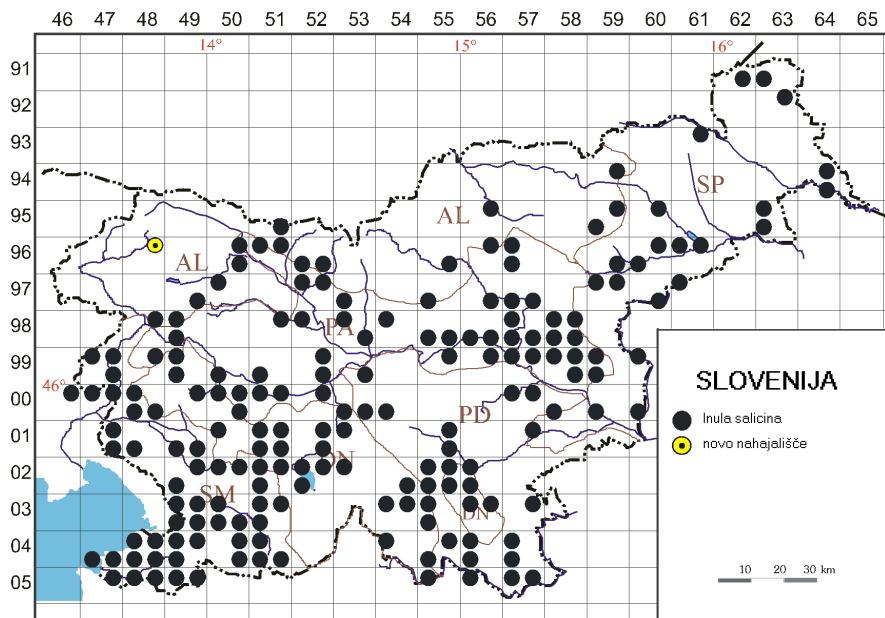 46 47 48 49 50 51 52 53 54 55 56 57 58 59 60 61 62 63 64 65
14° 15° 16°
91
92
93
94
SP
95
AL
96
AL
97
98
PA
99
46°
00
PD
01
DN
02
SM
03
DN
04
05
SLOVENIJA
Inula salicina
novo nahajališče
10 20 30 km